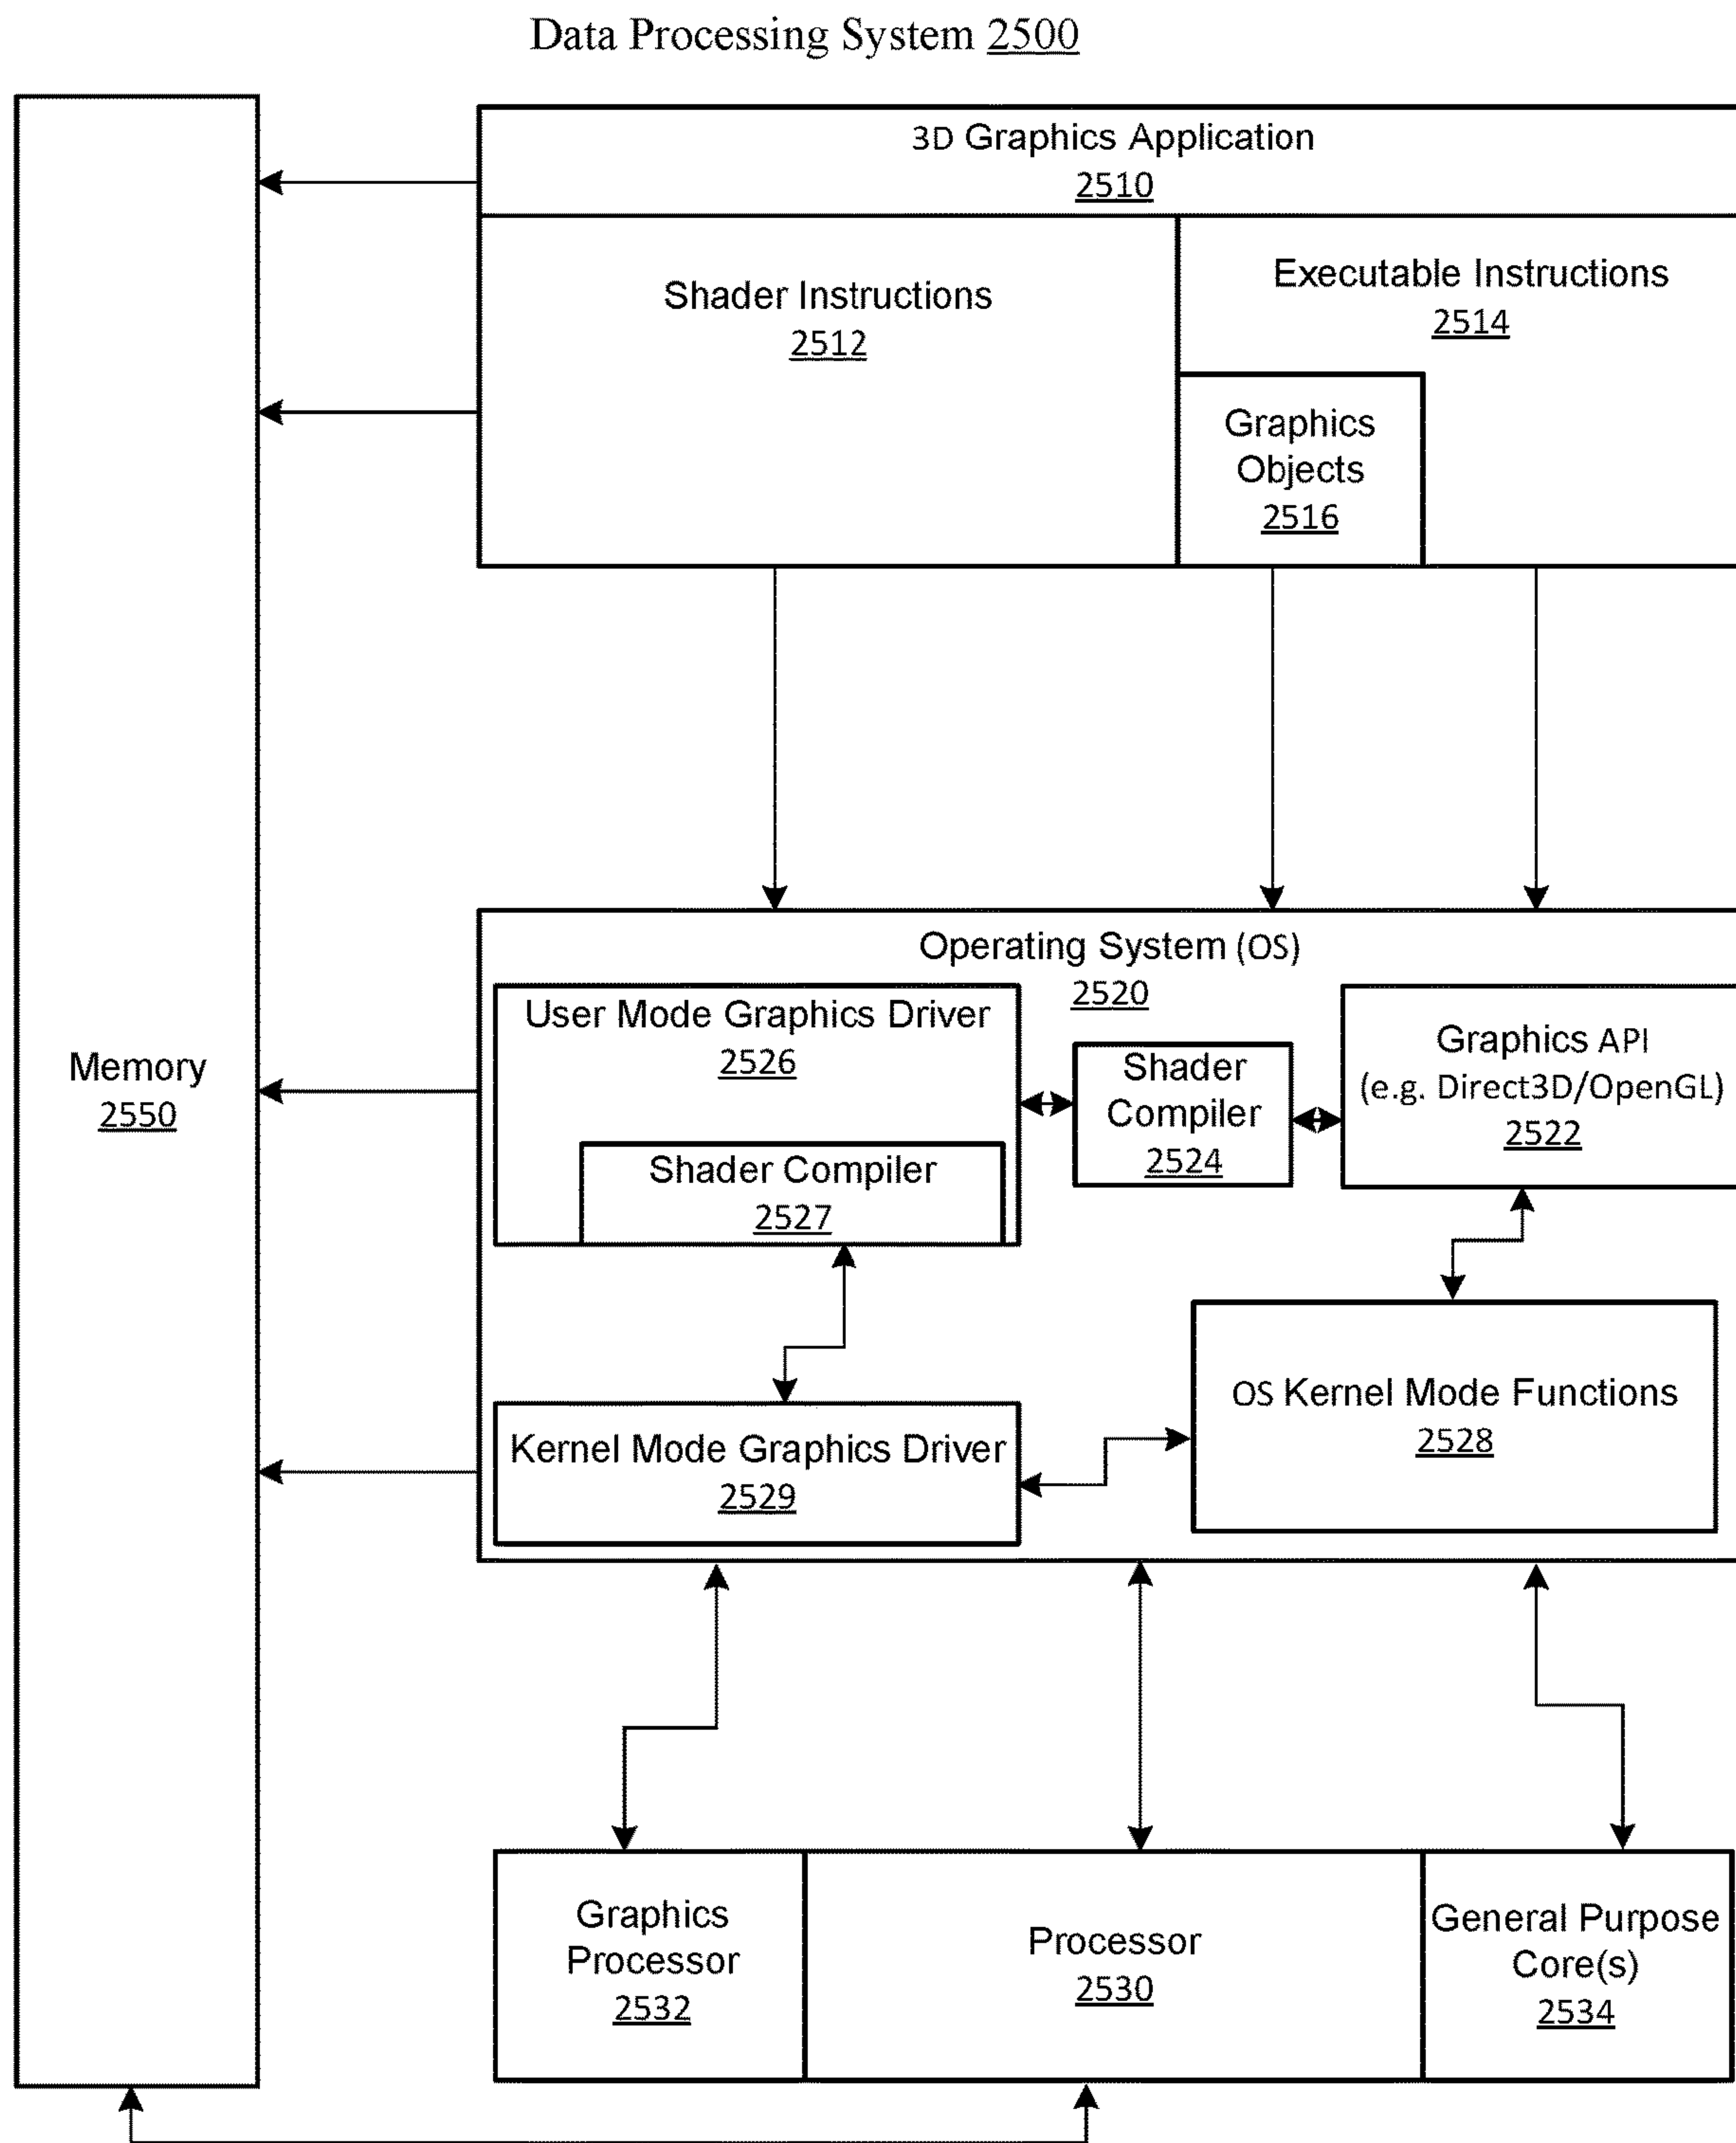 Data Processing System 2500
3D Graphics Application
2510
Shader Instructions
2512
Executable Instructions
2514
Graphics
Objects
2516
Memory
2550
Operating System (OS)
2520
User Mode Graphics Driver
2526
Shader Compiler
2527
Shader
Compiler
2524
Graphics API
(e.g. Direct3D/OpenGL)
2522
OS Kernel Mode Functions
2528
Kernel Mode Graphics Driver
2529
Graphics
Processor
2532
Processor
2530
General Purpose
Core(s)
2534